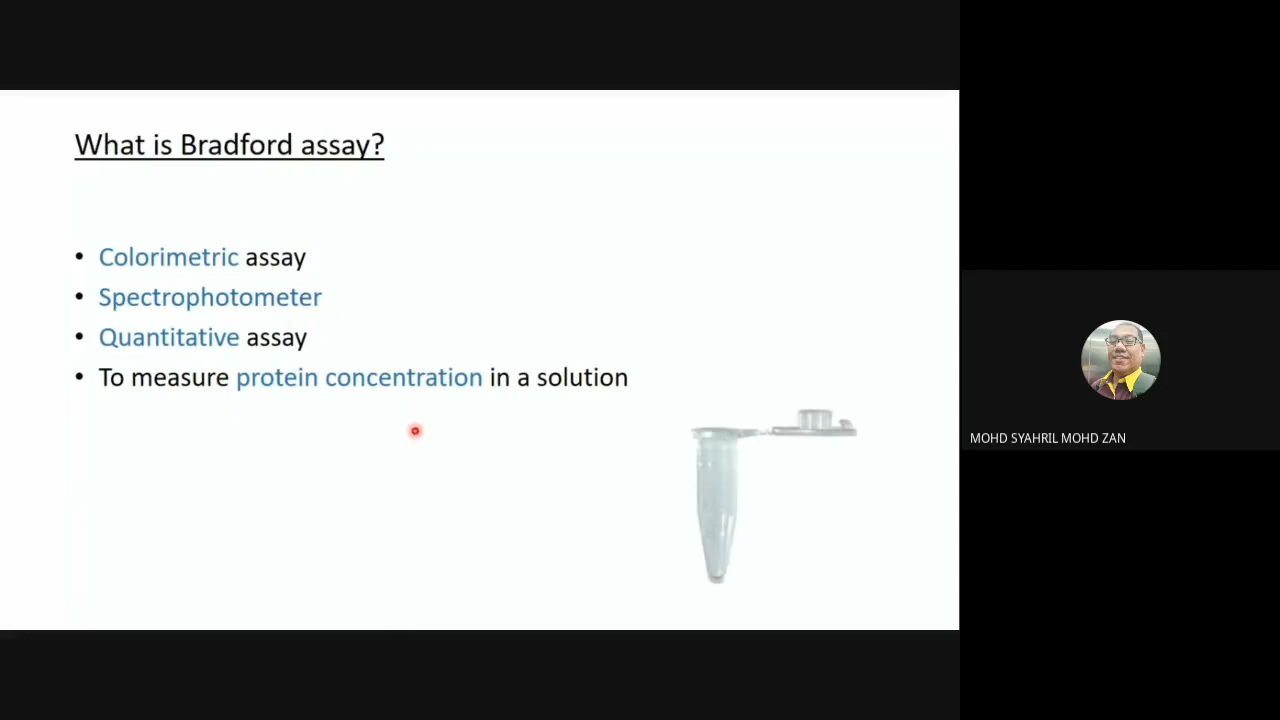 What is Bradford assay?
• Colorimetric assay
• Spectrophotometer
• Quantitative assay
• To measure protein concentration in a solution
MOHD SYAHRIL MOHD ZAN